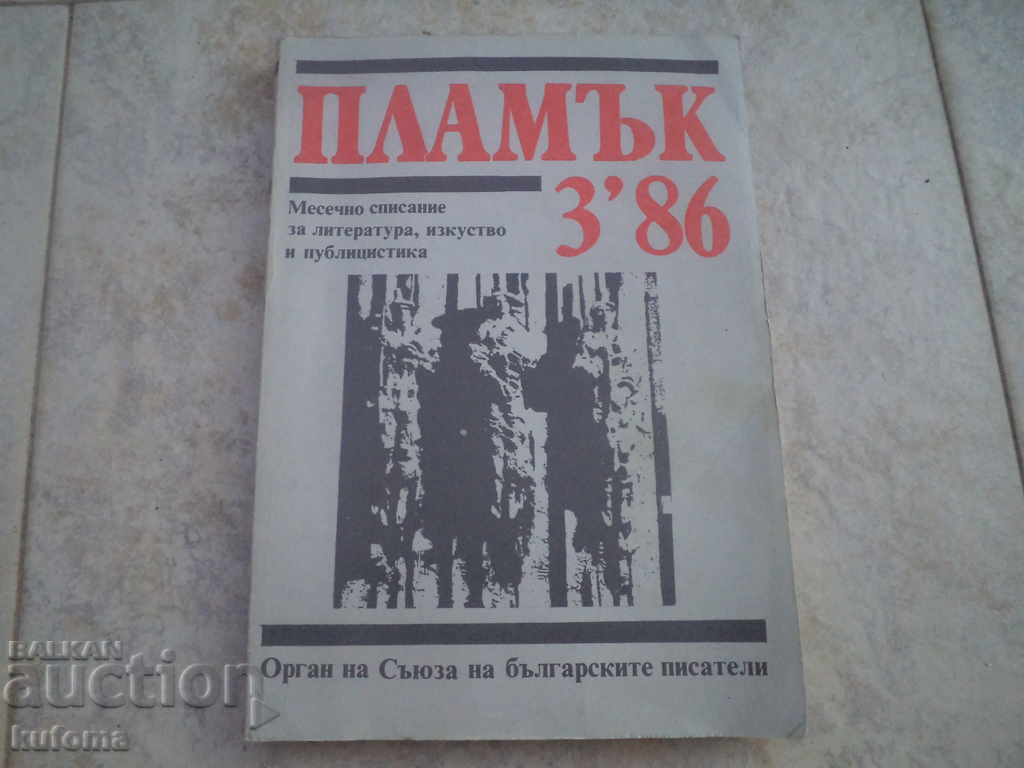 ПЛАМЪК
3'86
Месечно списание
за литература, изкуство
и публицистика
Орган на Съюза на българските писатели
BALKAN
auction
kufoma